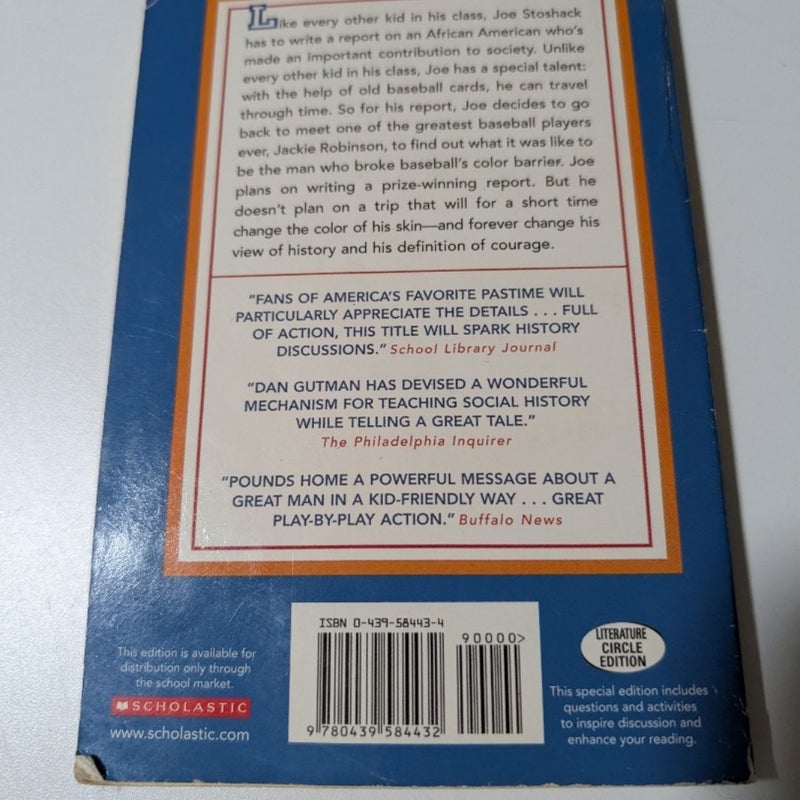 Like every other kid in his class, Joe Stoshack
has to write a report on an African American who's
made an important contribution to society. Unlike
every other kid in his class, Joe has a special talent:
with the help of old baseball cards, he can travel
through time. So for his report, Joe decides to go
back to meet one of the greatest baseball players
ever, Jackie Robinson, to find out what it was like to
be the man who broke baseball's color barrier. Joe
plans on writing a prize-winning report. But he
doesn't plan on a trip that will for a short time
change the color of his skin—and forever change his
view of history and his definition of courage.
"FANS OF AMERICA'S FAVORITE PASTIME WILL
PARTICULARLY APPRECIATE THE DETAILS . . . FULL
OF ACTION, THIS TITLE WILL SPARK HISTORY
DISCUSSIONS." School Library Journal
"DAN GUTMAN HAS DEVISED A WONDERFUL
MECHANISM FOR TEACHING SOCIAL HISTORY
WHILE TELLING A GREAT TALE."
The Philadelphia Inquirer
"POUNDS HOME A POWERFUL MESSAGE ABOUT A
GREAT MAN IN A KID-FRIENDLY WAY . . . GREAT
PLAY-BY-PLAY ACTION." Buffalo News
This edition is available for
distribution only through
the school market.
SCHOLASTIC
www.scholastic.com
ISBN 0-439-58443-4
90000>
9 780439 584432
LITERATURE
CIRCLE
EDITION
This special edition includes
questions and activities
to inspire discussion and
enhance your reading.